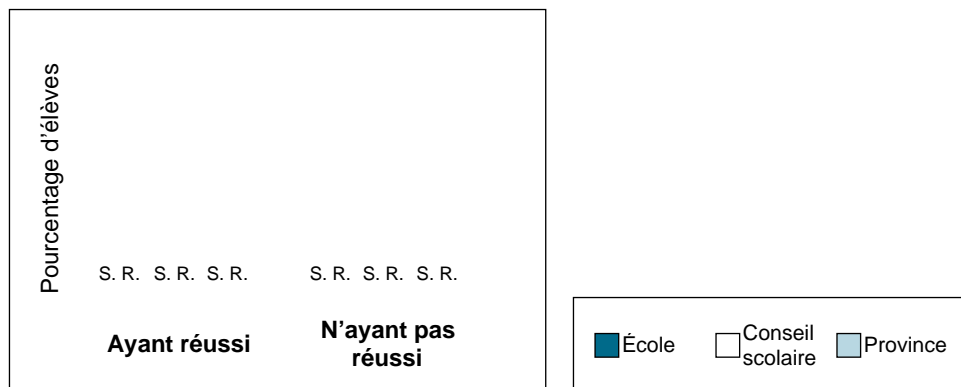 Pourcentage d'élèves
S. R. S. R. S. R. S. R. S. R. S. R.
Ayant réussi
N'ayant pas
réussi
École
Conseil
scolaire
Province